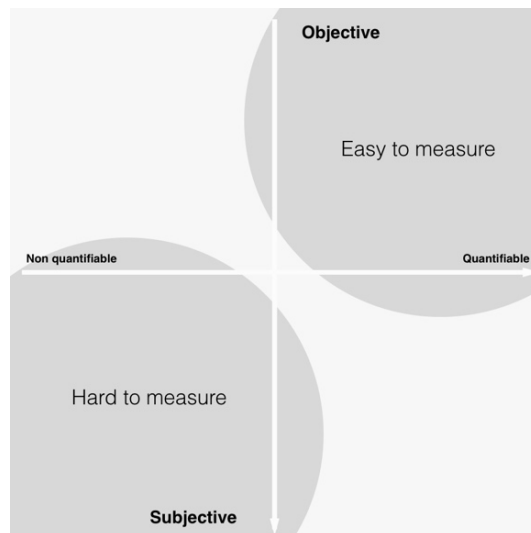 Objective
Easy to measure
Non quantifiable
Quantifiable
Hard to measure
Subjective